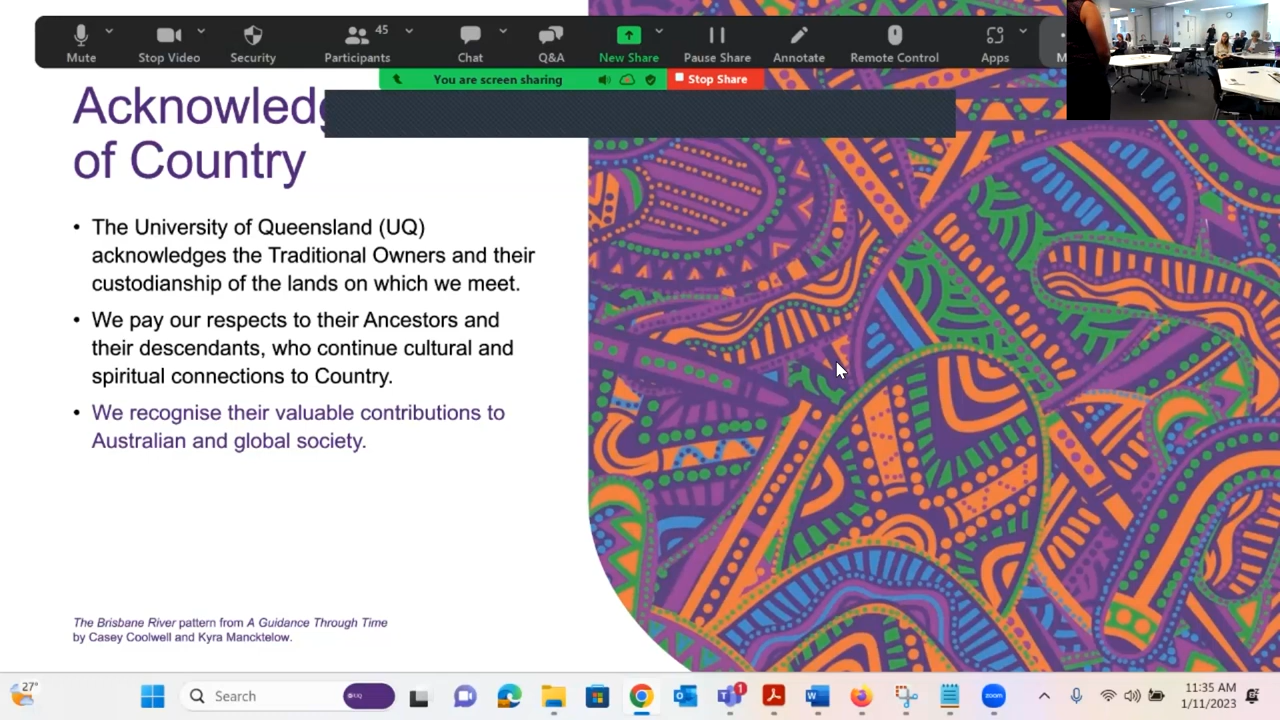 Mute
Stop Video
Security
Participants
45
Chat
Q&A
New Share
Pause Share
Annotate
Remote Control
Apps
You are screen sharing
Stop Share
of Country
• The University of Queensland (UQ)
acknowledges the Traditional Owners and their
custodianship of the lands on which we meet.
• We pay our respects to their Ancestors and
their descendants, who continue cultural and
spiritual connections to Country.
• We recognise their valuable contributions to
Australian and global society.
The Brisbane River pattern from A Guidance Through Time
by Casey Coolwell and Kyra Mancktelow.
27°
Search
UQ
1
zoom
11:35 AM
1/11/2023